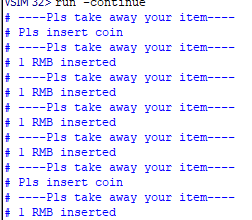 VSIM 32> run -continue
# ----Pls take away your item----
# Pls insert coin
# ----Pls take away your item----
# 1 RMB inserted
# ----Pls take away your item----
# 1 RMB inserted
# ----Pls take away your item----
# 1 RMB inserted
# ----Pls take away your item----
# 1 RMB inserted
# ----Pls take away your item----
# Pls insert coin
# ----Pls take away your item----
# 1 RMB inserted